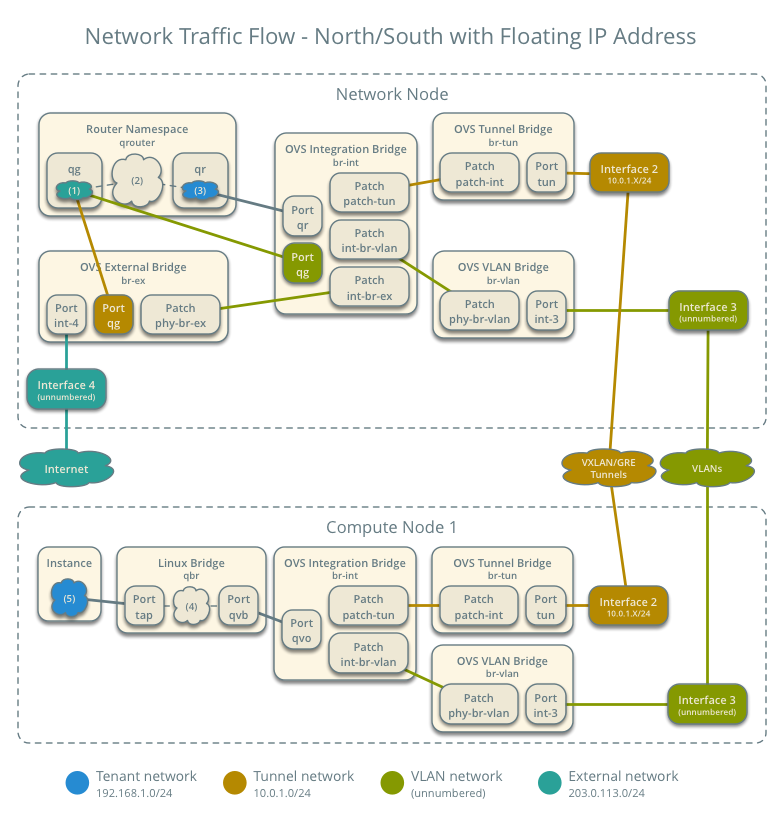 Network Traffic Flow - North/South with Floating IP Address
Network Node
Router Namespace
qrouter
qg
(1)
(2)
qr
(3)
OVS Integration Bridge
br-int
Port
qr
Port
qg
Patch
patch-tun
Patch
int-br-vlan
Patch
int-br-ex
OVS Tunnel Bridge
br-tun
Patch
patch-int
Port
tun
Interface 2
10.0.1.X/24
OVS External Bridge
br-ex
Port
int-4
Port
qg
Patch
phy-br-ex
OVS VLAN Bridge
br-vlan
Patch
phy-br-vlan
Port
int-3
Interface 3
(unnumbered)
Interface 4
(unnumbered)
Internet
VXLAN/GRE
Tunnels
VLANs
Compute Node 1
Instance
(5)
Linux Bridge
qbr
Port
tap
(4)
Port
qvb
OVS Integration Bridge
br-int
Port
qvo
Patch
patch-tun
Patch
int-br-vlan
OVS Tunnel Bridge
br-tun
Patch
patch-int
Port
tun
Interface 2
10.0.1.X/24
OVS VLAN Bridge
br-vlan
Patch
phy-br-vlan
Port
int-3
Interface 3
(unnumbered)
Tenant network
192.168.1.0/24
Tunnel network
10.0.1.0/24
VLAN network
(unnumbered)
External network
203.0.113.0/24